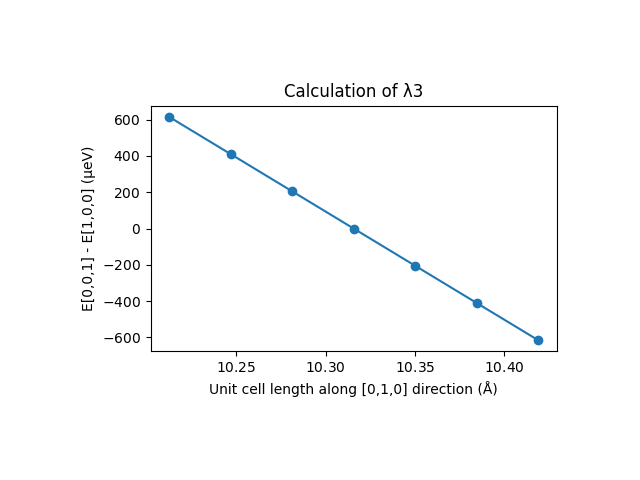 Calculation of λ3
E[0,0,1] - E[1,0,0] (μeV)
600
400
200
0
−200
−400
−600
10.25 10.30 10.35 10.40
Unit cell length along [0,1,0] direction (Å)